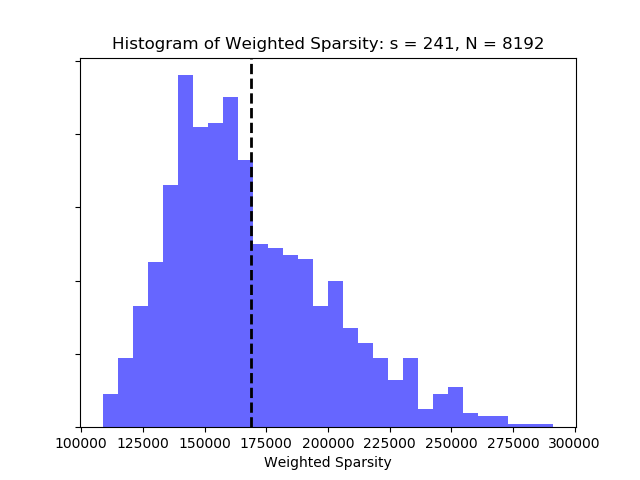 Histogram of Weighted Sparsity: s = 241, N = 8192
100000 125000 150000 175000 200000 225000 250000 275000 300000
Weighted Sparsity